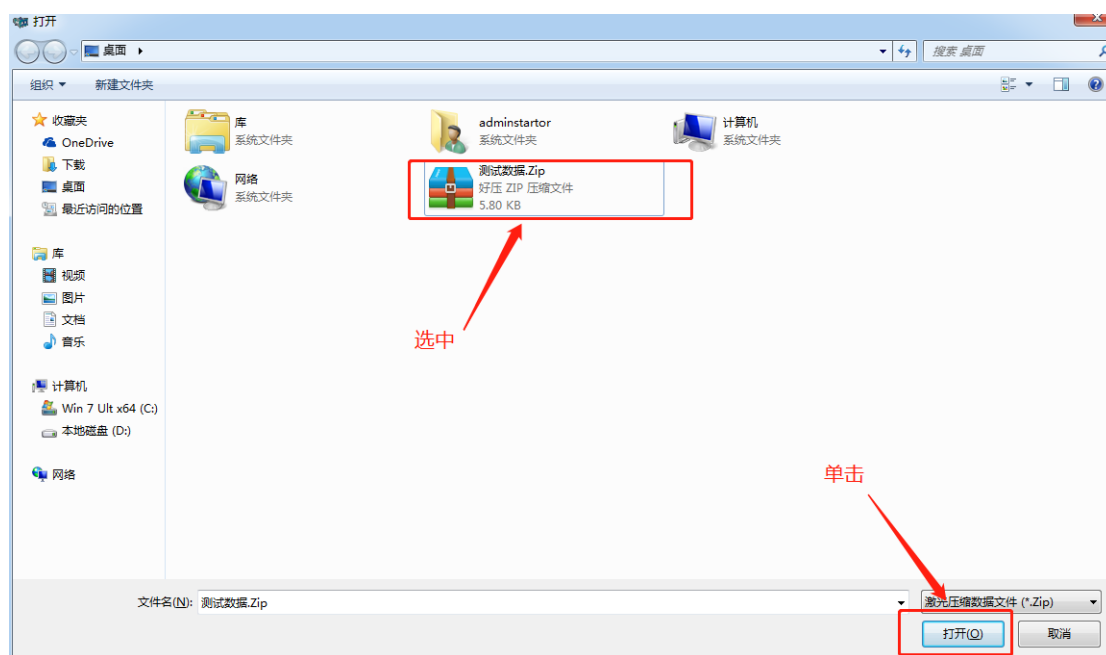 打开
桌面
搜索 桌面
组织
新建文件夹
收藏夹
OneDrive
下载
桌面
最近访问的位置
库
视频
图片
文档
音乐
计算机
Win 7 Ult x64 (C:)
本地磁盘 (D:)
网络
库
系统文件夹
adminstartor
系统文件夹
计算机
系统文件夹
网络
系统文件夹
测试数据.Zip
好压 ZIP 压缩文件
5.80 KB
选中
单击
文件名(N): 测试数据.Zip
激光压缩数据文件 (*.Zip)
打开(O)
取消